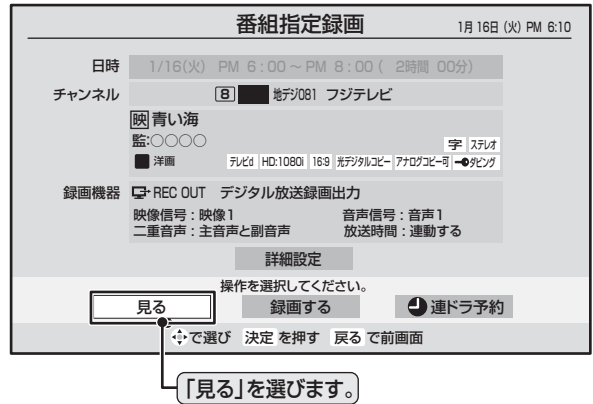 番組指定録画 1月16日 (火) PM 6:10
日時 1/16(火) PM 6:00～PM 8:00 ( 2時間 00分)
チャンネル 8 地デジ081 フジテレビ
映 青い海
監:○○○○
字 ステレオ
洋画 テレビd HD:1080i 16:9 光デジタルコピー アナログコピー可 ダビング
録画機器 REC OUT デジタル放送録画出力
映像信号:映像1 音声信号:音声1
二重音声:主音声と副音声 放送時間:連動する
詳細設定
操作を選択してください。
見る 録画する 連ドラ予約
で選び 決定 を押す 戻る で前画面
「見る」を選びます。